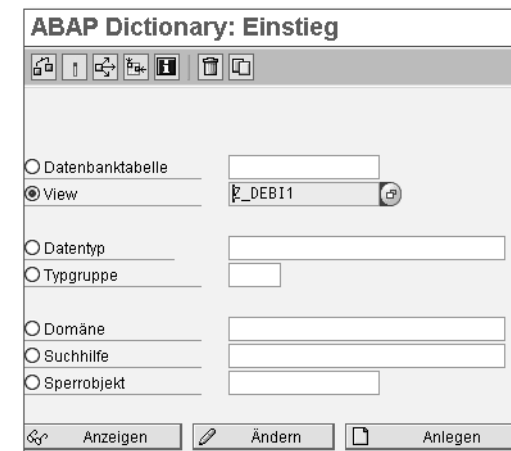 ABAP Dictionary: Einstieg
Datenbanktabelle
View Z_DEBI1
Datentyp
Typgruppe
Domäne
Suchhilfe
Sperrobjekt
Anzeigen Ändern Anlegen